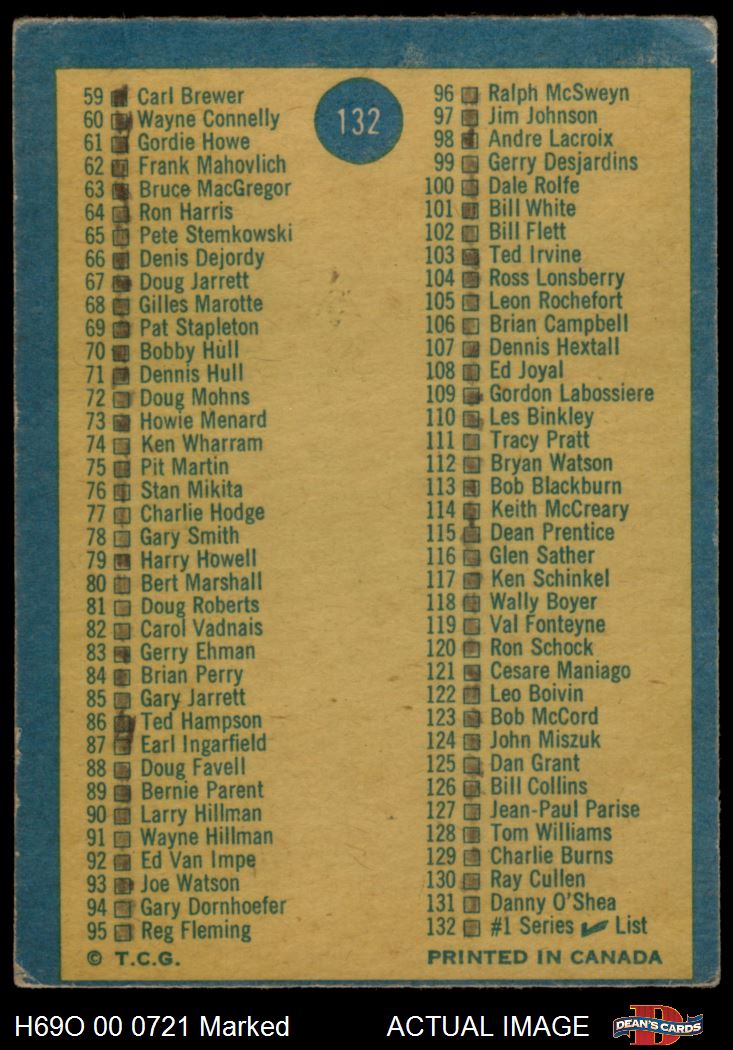 132
59 Carl Brewer
60 Wayne Connelly
61 Gordie Howe
62 Frank Mahovlich
63 Bruce MacGregor
64 Ron Harris
65 Pete Stemkowski
66 Denis Dejordy
67 Doug Jarrett
68 Gilles Marotte
69 Pat Stapleton
70 Bobby Hull
71 Dennis Hull
72 Doug Mohns
73 Howie Menard
74 Ken Wharram
75 Pit Martin
76 Stan Mikita
77 Charlie Hodge
78 Gary Smith
79 Harry Howell
80 Bert Marshall
81 Doug Roberts
82 Carol Vadnais
83 Gerry Ehman
84 Brian Perry
85 Gary Jarrett
86 Ted Hampson
87 Earl Ingarfield
88 Doug Favell
89 Bernie Parent
90 Larry Hillman
91 Wayne Hillman
92 Ed Van Impe
93 Joe Watson
94 Gary Dornhoefer
95 Reg Fleming
© T.C.G.
96 Ralph McSweyn
97 Jim Johnson
98 Andre Lacroix
99 Gerry Desjardins
100 Dale Rolfe
101 Bill White
102 Bill Flett
103 Ted Irvine
104 Ross Lonsberry
105 Leon Rochefort
106 Brian Campbell
107 Dennis Hextall
108 Ed Joyal
109 Gordon Labossiere
110 Les Binkley
111 Tracy Pratt
112 Bryan Watson
113 Bob Blackburn
114 Keith McCreary
115 Dean Prentice
116 Glen Sather
117 Ken Schinkel
118 Wally Boyer
119 Val Fonteyne
120 Ron Schock
121 Cesare Maniago
122 Leo Boivin
123 Bob McCord
124 John Miszuk
125 Dan Grant
126 Bill Collins
127 Jean-Paul Parise
128 Tom Williams
129 Charlie Burns
130 Ray Cullen
131 Danny O'Shea
132 #1 Series ✓ List
PRINTED IN CANADA
H69O 00 0721 Marked ACTUAL IMAGE
D
DEAN'S CARDS